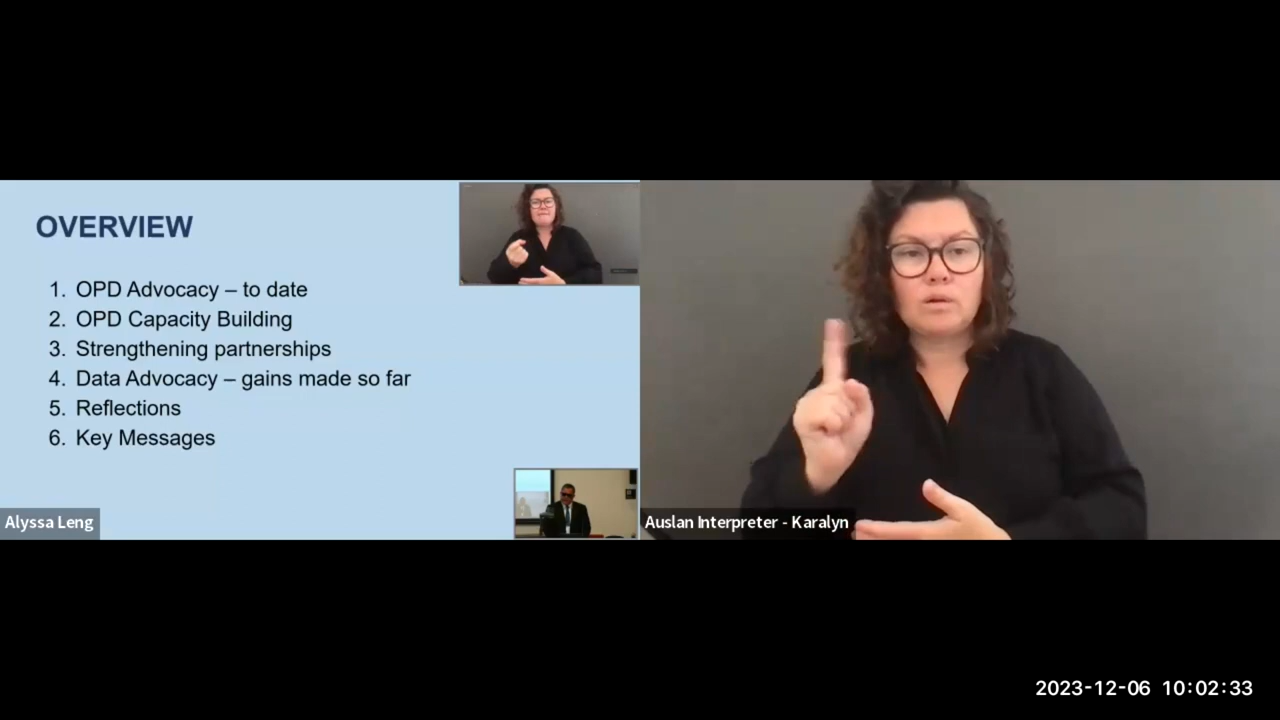 OVERVIEW
1. OPD Advocacy – to date
2. OPD Capacity Building
3. Strengthening partnerships
4. Data Advocacy – gains made so far
5. Reflections
6. Key Messages
Alyssa Leng
Auslan Interpreter - Karalyn
2023-12-06 10:02:33